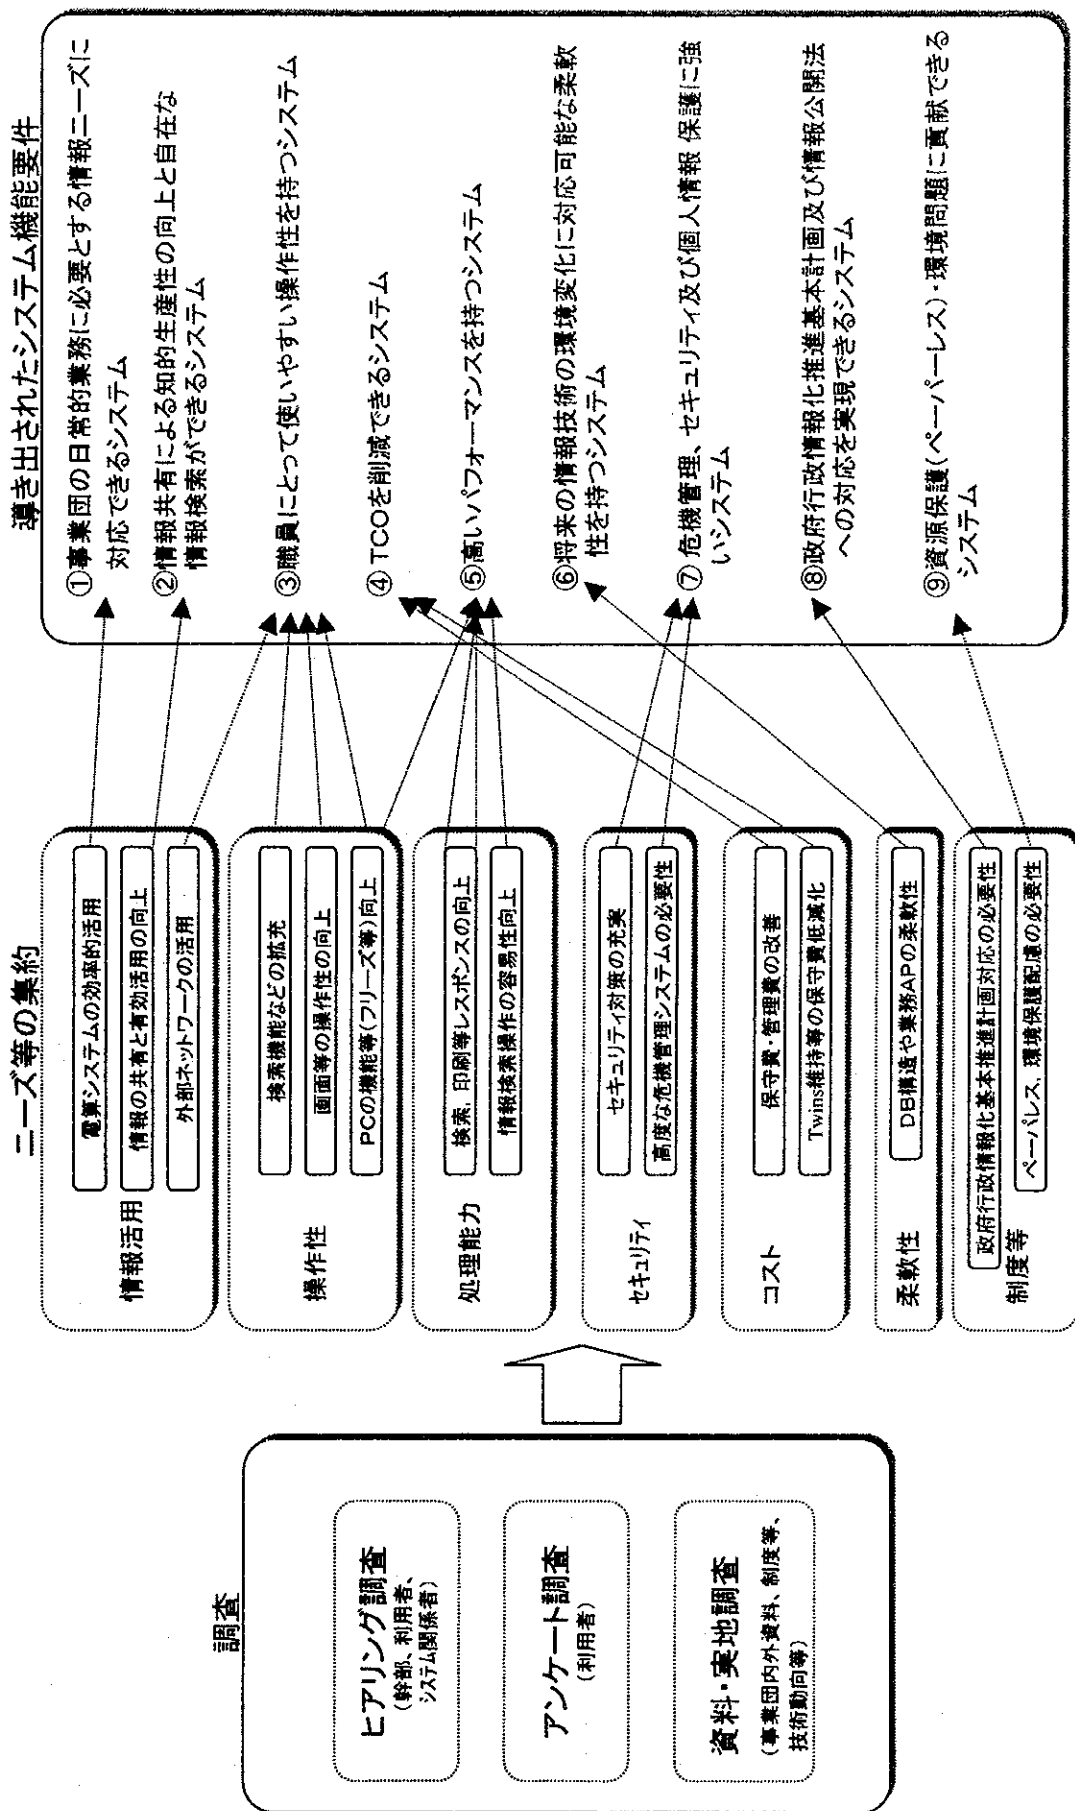 調査
ヒアリング調査
(幹部、利用者、
システム関係者)
アンケート調査
(利用者)
資料・実地調査
(事業団内外資料、制度等、
技術動向等)
ニーズ等の集約
情報活用
電算システムの効率的活用
情報の共有と有効活用の向上
外部ネットワークの活用
操作性
検索機能などの拡充
画面等の操作性の向上
PCの機能等(フリーズ等)向上
処理能力
検索,印刷等レスポンスの向上
情報検索操作の容易性向上
セキュリティ
セキュリティ対策の充実
高度な危機管理システムの必要性
コスト
保守費・管理費の改善
Twins維持等の保守費低減化
柔軟性
DB構造や業務APの柔軟性
制度等
政府行政情報化基本推進計画対応の必要性
ペーパレス,環境保護配慮の必要性
導き出されたシステム機能要件
①事業団の日常的業務に必要とする情報ニーズに
対応できるシステム
②情報共有による知的生産性の向上と自在な
情報検索ができるシステム
③職員にとって使いやすい操作性を持つシステム
④TCOを削減できるシステム
⑤高いパフォーマンスを持つシステム
⑥将来の情報技術の環境変化に対応可能な柔軟
性を持つシステム
⑦危機管理、セキュリティ及び個人情報 保護に強
いシステム
⑧政府行政情報化推進基本計画及び情報公開法
への対応を実現できるシステム
⑨資源保護(ペーパーレス)・環境問題に貢献できる
システム